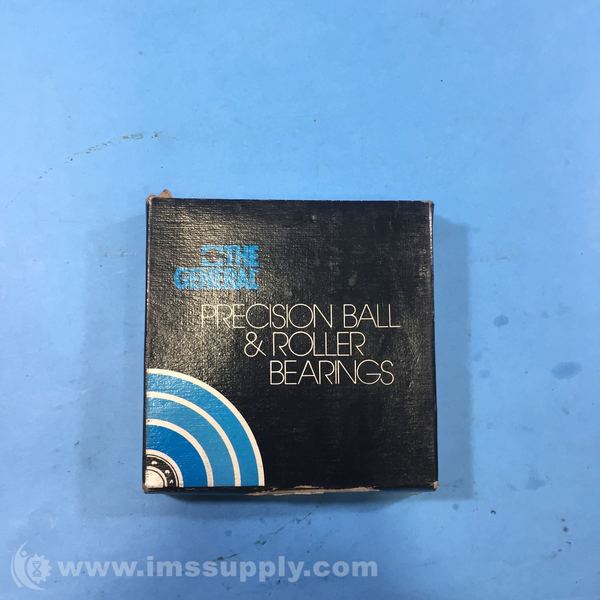 THE
GENERAL
PRECISION BALL
& ROLLER
BEARINGS
www.imssupply.com